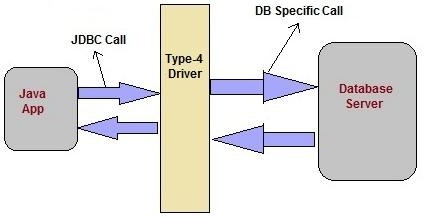 DB Specific Call
JDBC Call
Type-4
Driver
Java
App
Database
Server